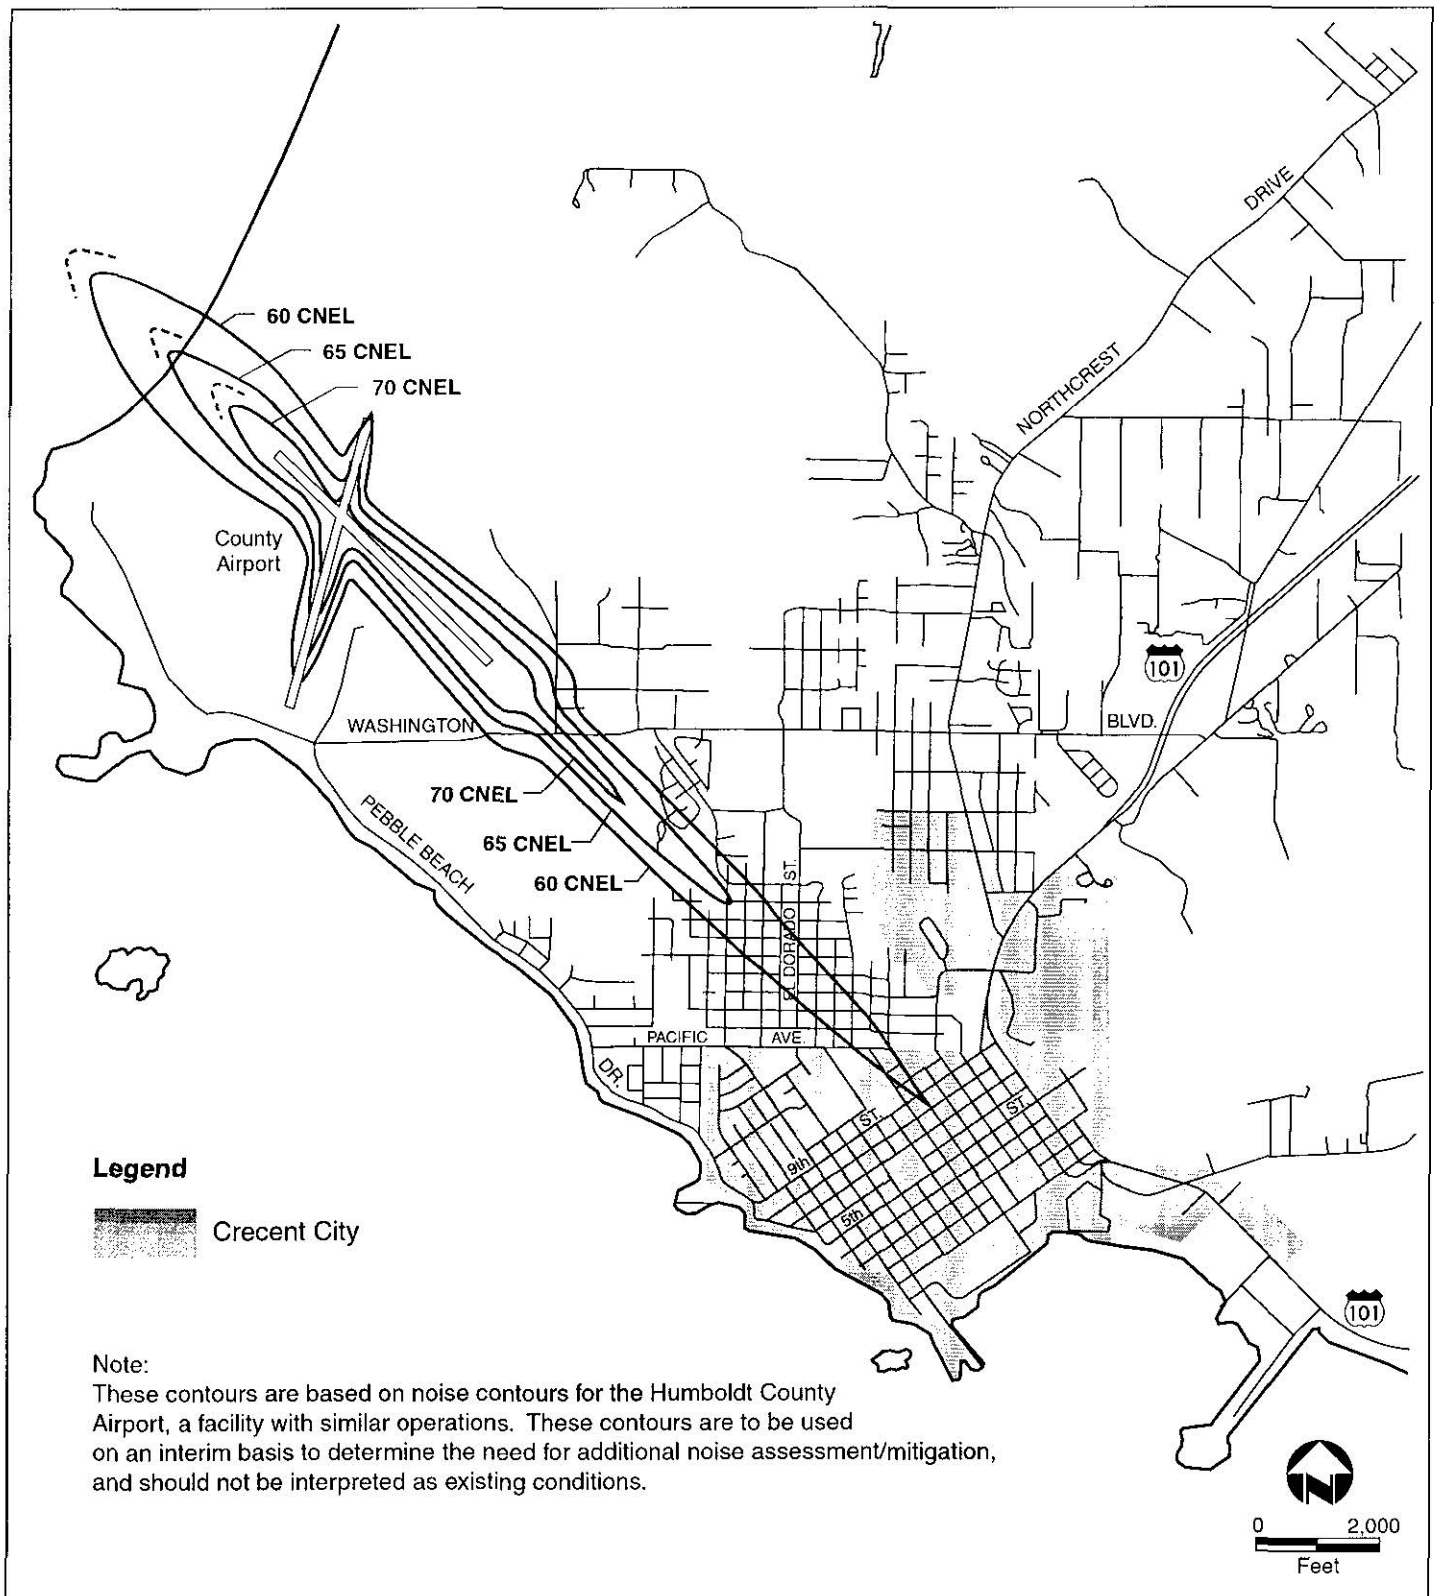 DRIVE
NORTHCREST
60 CNEL
65 CNEL
70 CNEL
County
Airport
101
WASHINGTON
BLVD.
PEBBLE BEACH
70 CNEL
65 CNEL
60 CNEL
EL DORADO ST.
PACIFIC AVE.
DR.
9th ST.
5th ST.
Legend
Crecent City
101
Note:
These contours are based on noise contours for the Humboldt County
Airport, a facility with similar operations. These contours are to be used
on an interim basis to determine the need for additional noise assessment/mitigation,
and should not be interpreted as existing conditions.
N
0 2,000
Feet